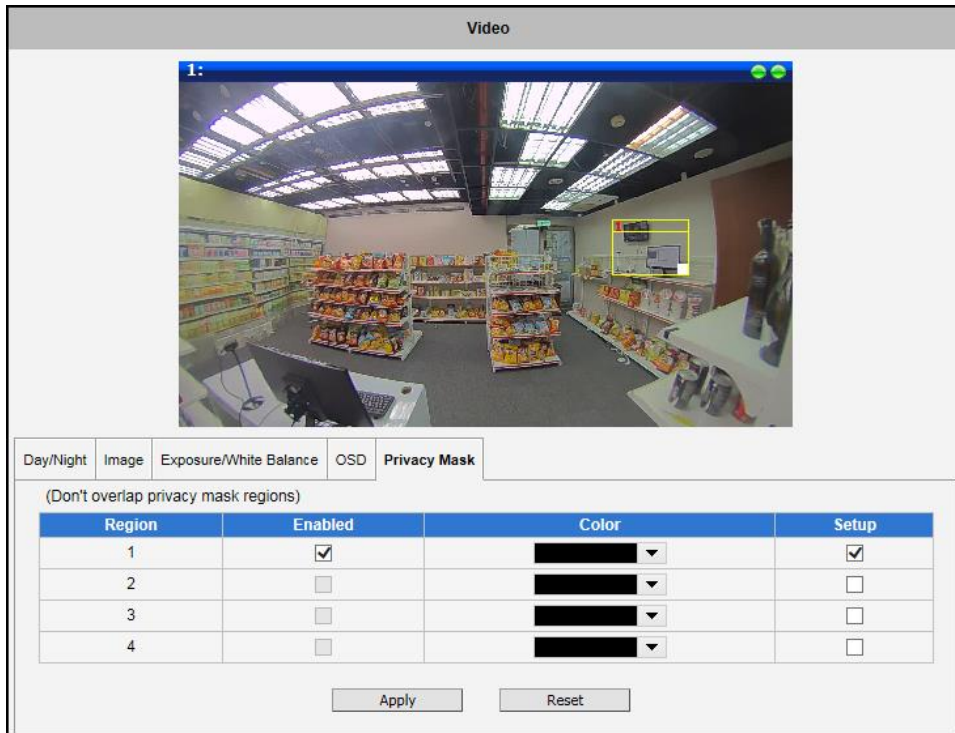 Video
1:
1
Day/Night Image Exposure/White Balance OSD Privacy Mask
(Don't overlap privacy mask regions)
Region Enabled Color Setup
1
2
3
4
Apply Reset